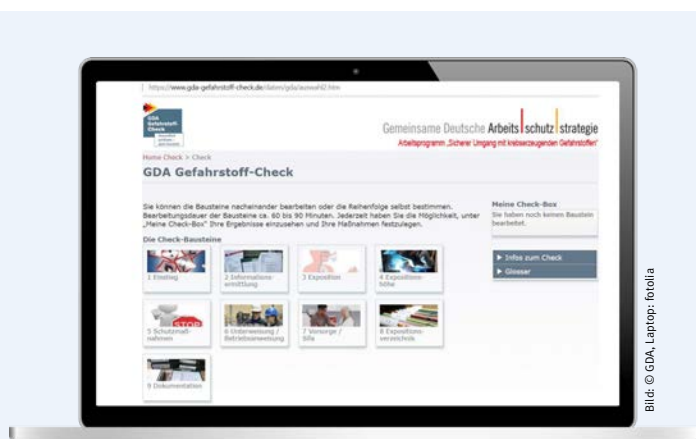 https://www.gda-gefahrstoff-check.de/daten/gda/auswahl2.htm
GDA
Gefahrstoff-
Check
Gemeinsame Deutsche Arbeitsschutzstrategie
Arbeitsprogramm „Sicherer Umgang mit krebserzeugenden Gefahrstoffen“
Home Check > Check
GDA Gefahrstoff-Check
Sie können die Bausteine nacheinander bearbeiten oder die Reihenfolge selbst bestimmen.
Bearbeitungsdauer der Bausteine ca. 60 bis 90 Minuten. Jederzeit haben Sie die Möglichkeit, unter
„Meine Check-Box“ Ihre Ergebnisse einzusehen und Ihre Maßnahmen festzulegen.
Meine Check-Box
Sie haben noch keinen Baustein
bearbeitet.
Die Check-Bausteine
1 Einstieg
2 Informations-
ermittlung
3 Exposition
4 Expositions-
höhe
Infos zum Check
Glossar
STOP
5 Schutzmaß-
nahmen
6 Unterweisung /
Betriebsanweisung
7 Vorsorge /
8 Expositions-
verzeichnis
9 Dokumentation
Bild: © GDA, Laptop: fotolia